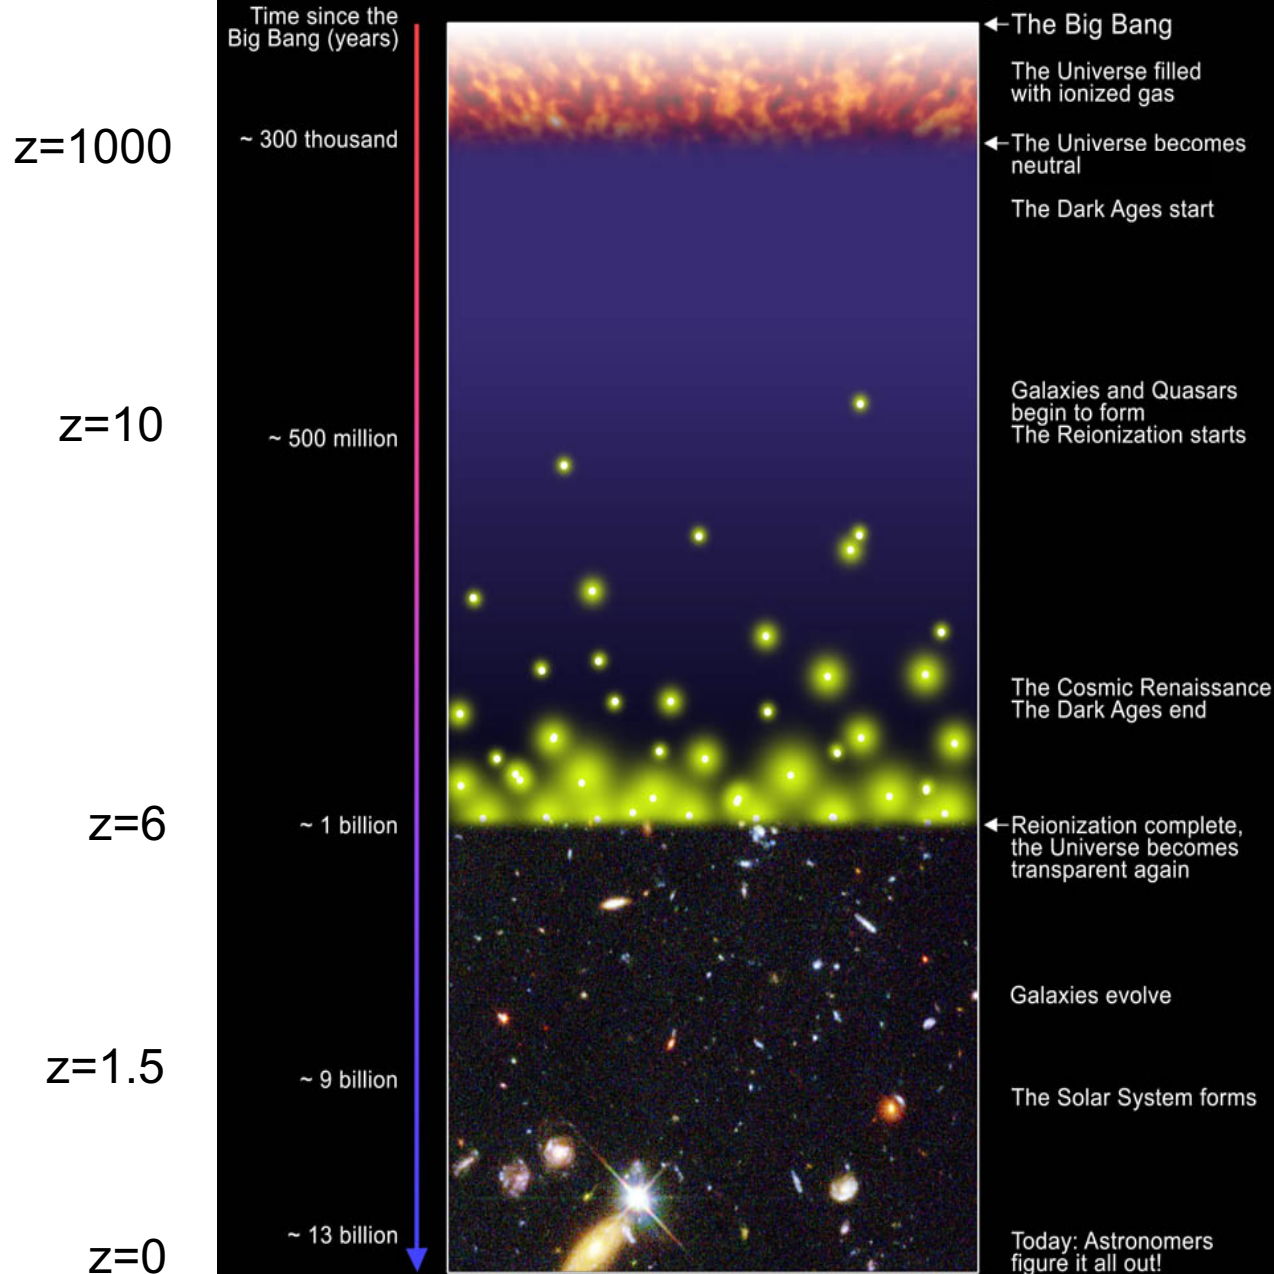 Time since the
Big Bang (years)
The Big Bang
The Universe filled
with ionized gas
z=1000
~ 300 thousand
The Universe becomes
neutral
The Dark Ages start
z=10
~ 500 million
Galaxies and Quasars
begin to form
The Reionization starts
The Cosmic Renaissance
The Dark Ages end
z=6
~ 1 billion
Reionization complete,
the Universe becomes
transparent again
Galaxies evolve
z=1.5
~ 9 billion
The Solar System forms
z=0
~ 13 billion
Today: Astronomers
figure it all out!